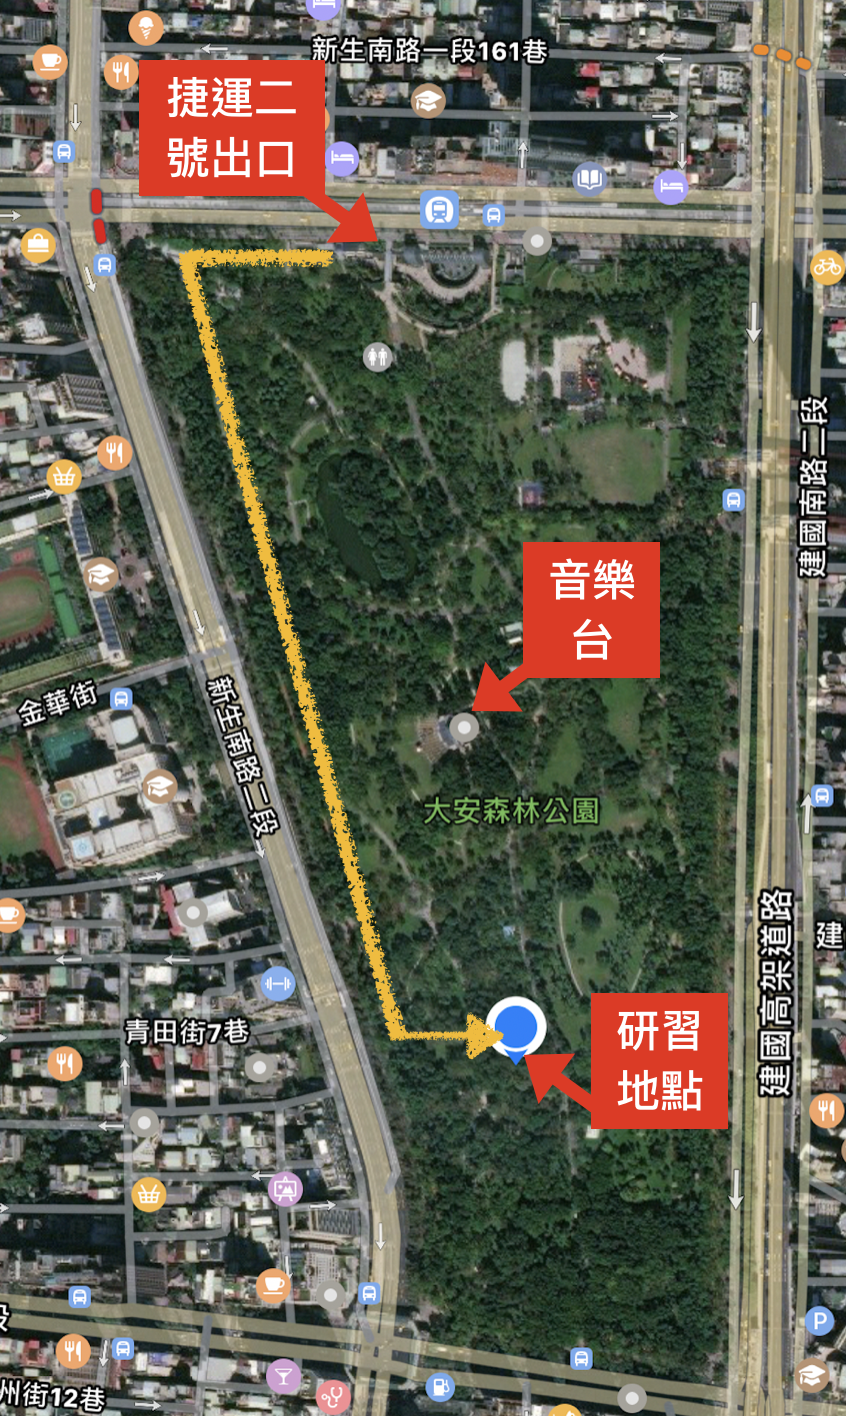 新生南路一段161巷
捷運二
號出口
建國南路二段
音樂
台
金華街
新生南路二段
大安森林公園
建國高架道路
建
研習
地點
青田街7巷
P
州街12巷